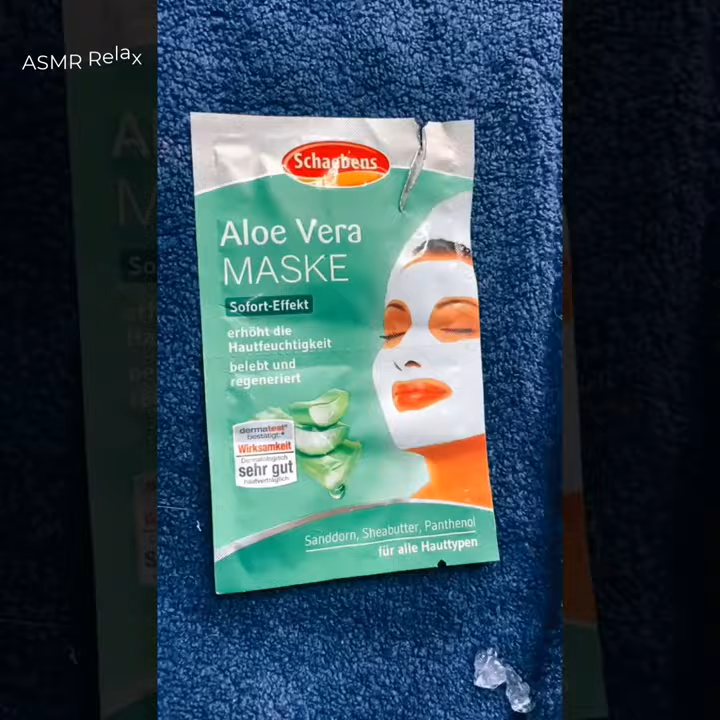 ASMR Relax
Schaebens
Aloe Vera
MASKE
Sofort-Effekt
erhöht die
Hautfeuchtigkeit
belebt und
regeneriert
dermatest®
bestätigt:*
Wirksamkeit
Dermatologisch
sehr gut
hautverträglich
Sanddorn, Sheabutter, Panthenol
für alle Hauttypen